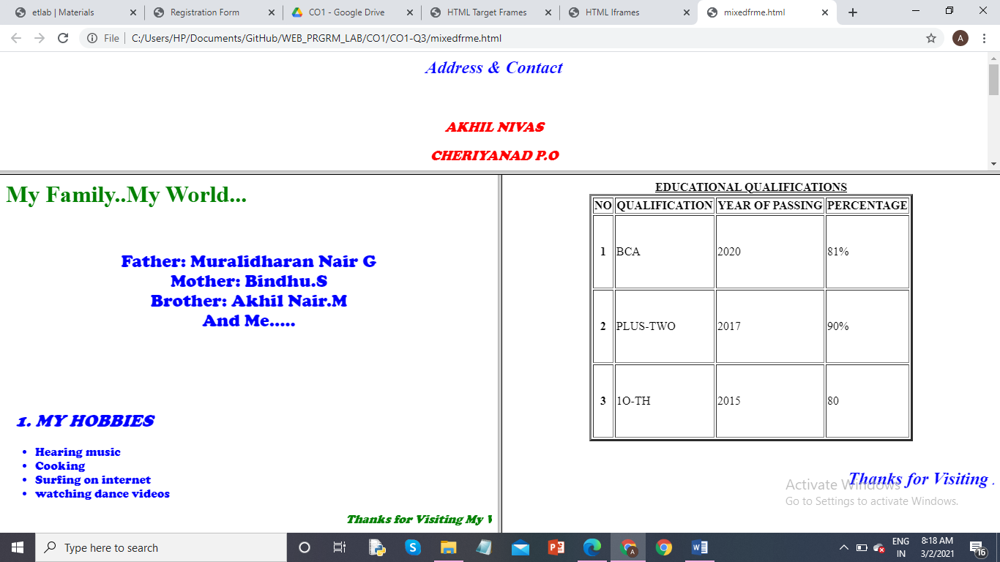 etlab | Materials
Registration Form
CO1 - Google Drive
HTML Target Frames
HTML Iframes
mixedfrme.html
File
C:/Users/HP/Documents/GitHub/WEB_PRGRM_LAB/CO1/CO1-Q3/mixedfrme.html
A
Address & Contact
AKHIL NIVAS
CHERIYANAD P.O
My Family..My World...
Father: Muralidharan Nair G
Mother: Bindhu.S
Brother: Akhil Nair.M
And Me.....
1. MY HOBBIES
• Hearing music
• Cooking
• Surfing on internet
• watching dance videos
Thanks for Visiting My
EDUCATIONAL QUALIFICATIONS
NO QUALIFICATION YEAR OF PASSING PERCENTAGE
1 BCA 2020 81%
2 PLUS-TWO 2017 90%
3 1O-TH 2015 80
Thanks for Visiting
Activate Windows
Go to Settings to activate Windows.
Type here to search
ENG
IN
8:18 AM
3/2/2021
16